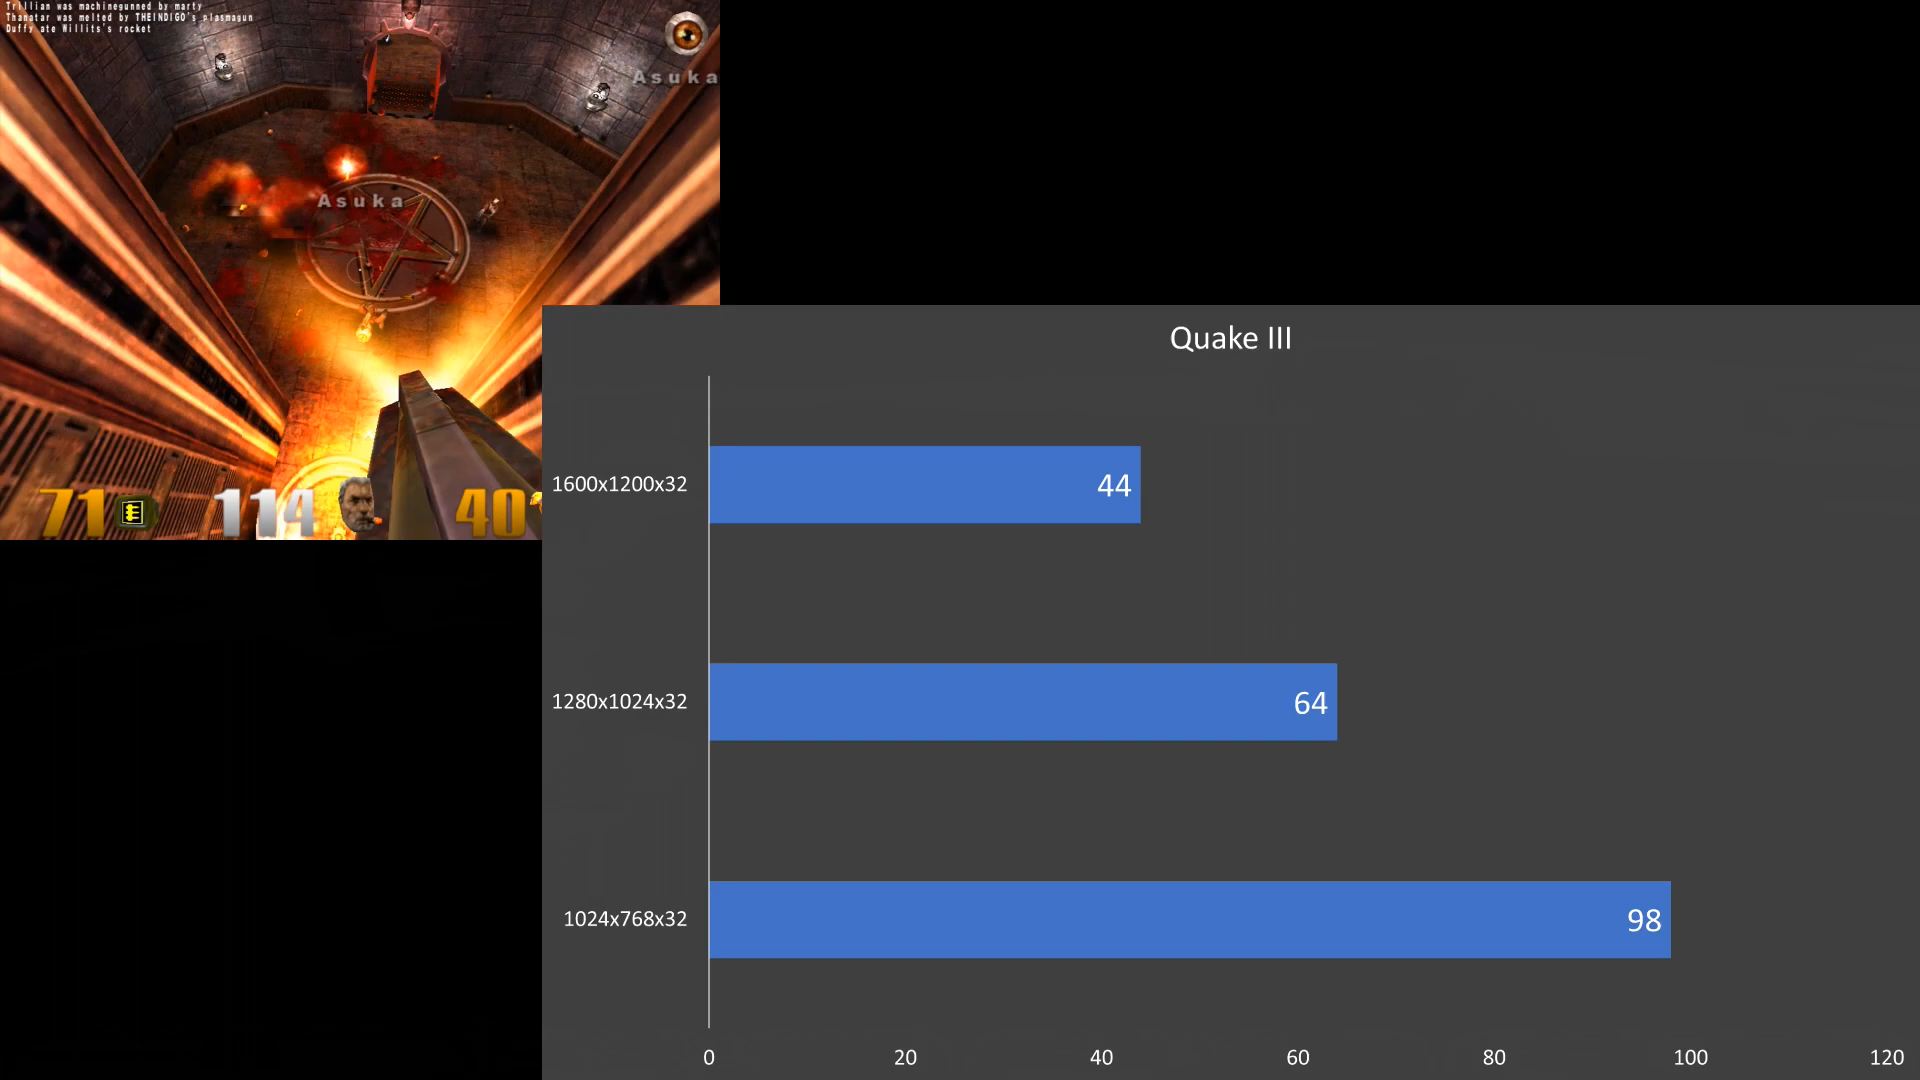 Trillian was machinegunned by marty
Thanatar was melted by THEINDIGO's plasmagun
Duffy ate Willits's rocket
Asuka
Asuka
71 114 40
Quake III
1600x1200x32 44
1280x1024x32 64
1024x768x32 98
0 20 40 60 80 100 120